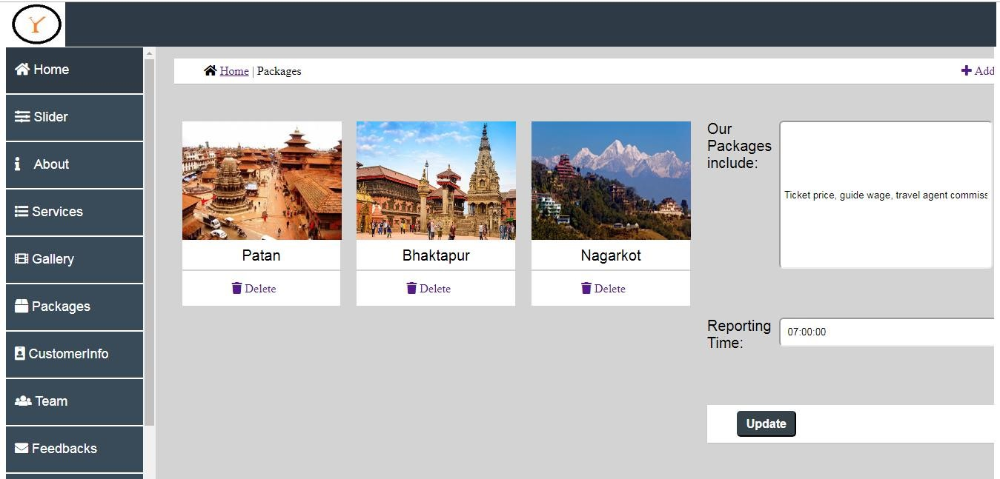 Y
Home
Slider
About
Services
Gallery
Packages
CustomerInfo
Team
Feedbacks
Home | Packages
Add
Patan
Delete
Bhaktapur
Delete
Nagarkot
Delete
Our
Packages
include:
Ticket price, guide wage, travel agent commiss
Reporting
Time:
07:00:00
Update